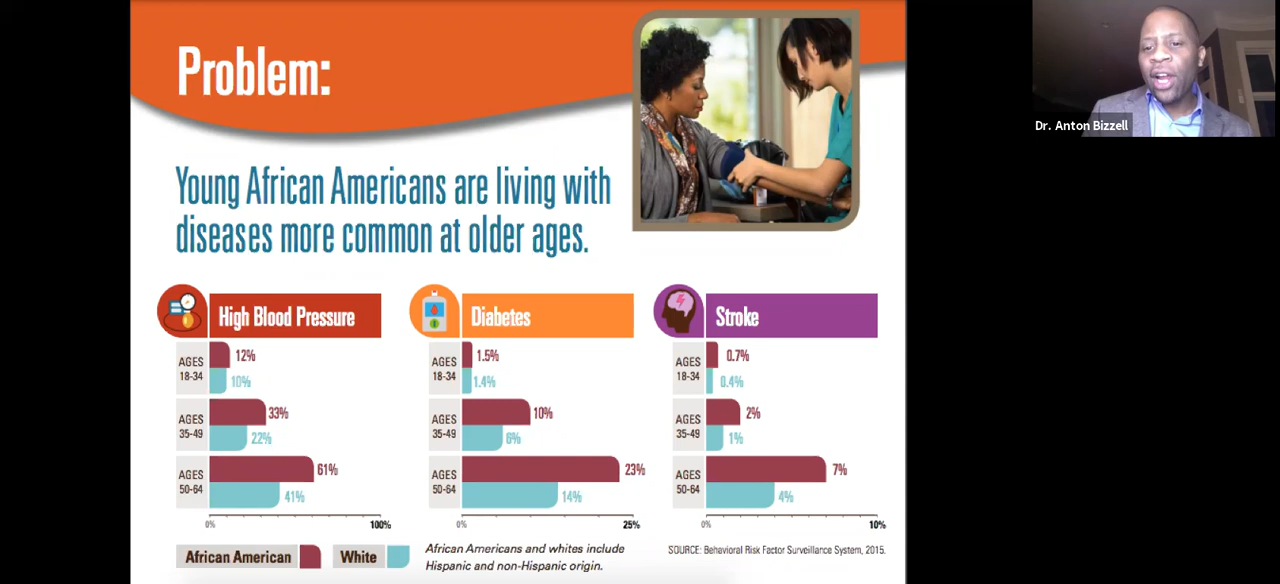 Problem:
Dr. Anton Bizzell
Young African Americans are living with
diseases more common at older ages.
High Blood Pressure
AGES
18-34
12%
10%
AGES
35-49
33%
22%
AGES
50-64
61%
41%
0%
100%
Diabetes
AGES
18-34
1.5%
1.4%
AGES
35-49
10%
6%
AGES
50-64
23%
14%
0%
25%
Stroke
AGES
18-34
0.7%
0.4%
AGES
35-49
2%
1%
AGES
50-64
7%
4%
0%
10%
African American
White
African Americans and whites include
Hispanic and non-Hispanic origin.
SOURCE: Behavioral Risk Factor Surveillance System, 2015.